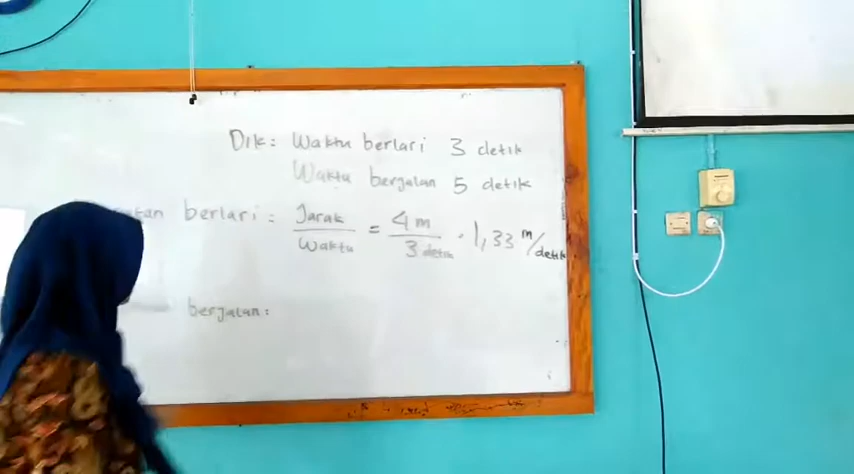 Dik: Waktu berlari 3 detik
Waktu berjalan 5 detik
berlari: Jarak / Waktu = 4 m / 3 detik = 1,33 m/detik
berjalan: